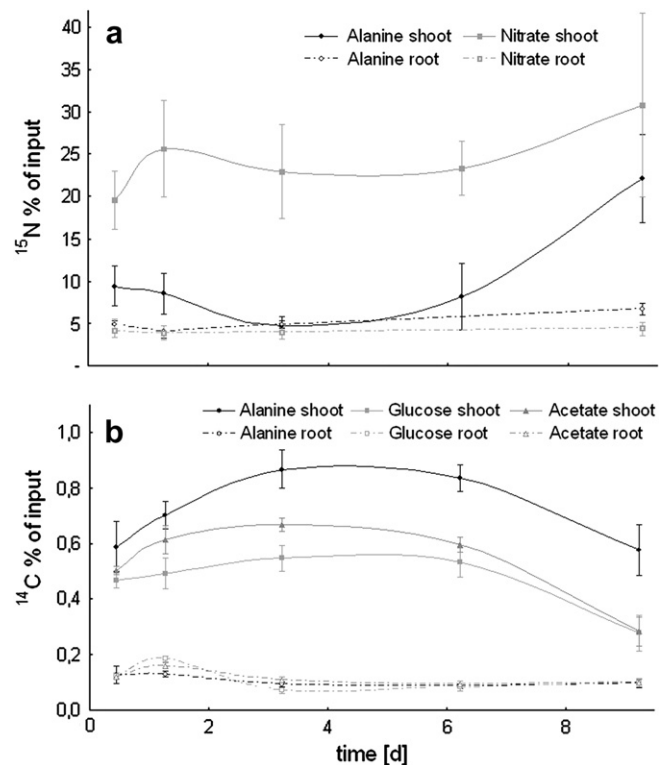 a
Alanine shoot Nitrate shoot
Alanine root Nitrate root
15N % of input
40
35
30
25
20
15
10
5
-
b
Alanine shoot Glucose shoot Acetate shoot
Alanine root Glucose root Acetate root
14C % of input
1,0
0,8
0,6
0,4
0,2
0,0
0 2 4 6 8
time [d]